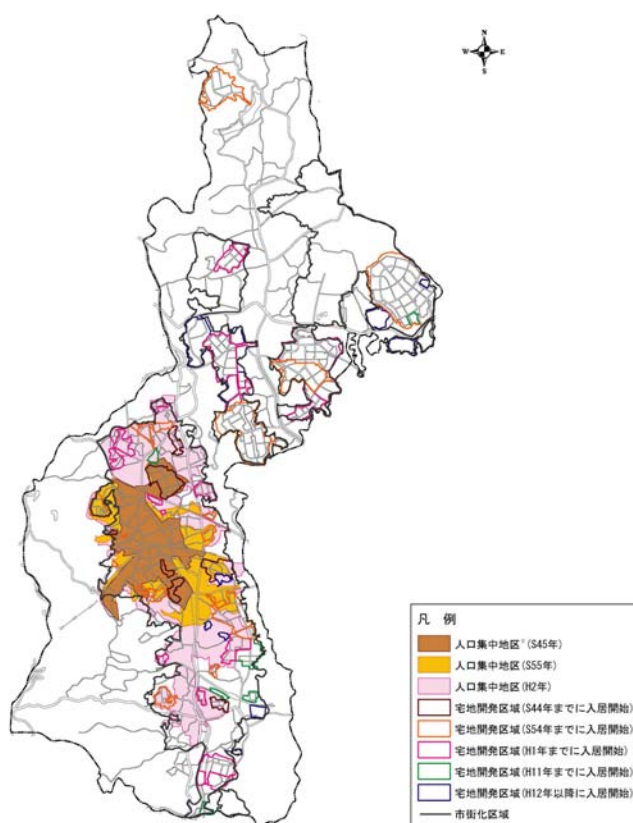 N
W E
S
凡 例
人口集中地区*(S45年)
人口集中地区(S55年)
人口集中地区(H2年)
宅地開発区域(S44年までに入居開始)
宅地開発区域(S54年までに入居開始)
宅地開発区域(H1年までに入居開始)
宅地開発区域(H11年までに入居開始)
宅地開発区域(H12年以降に入居開始)
市街化区域